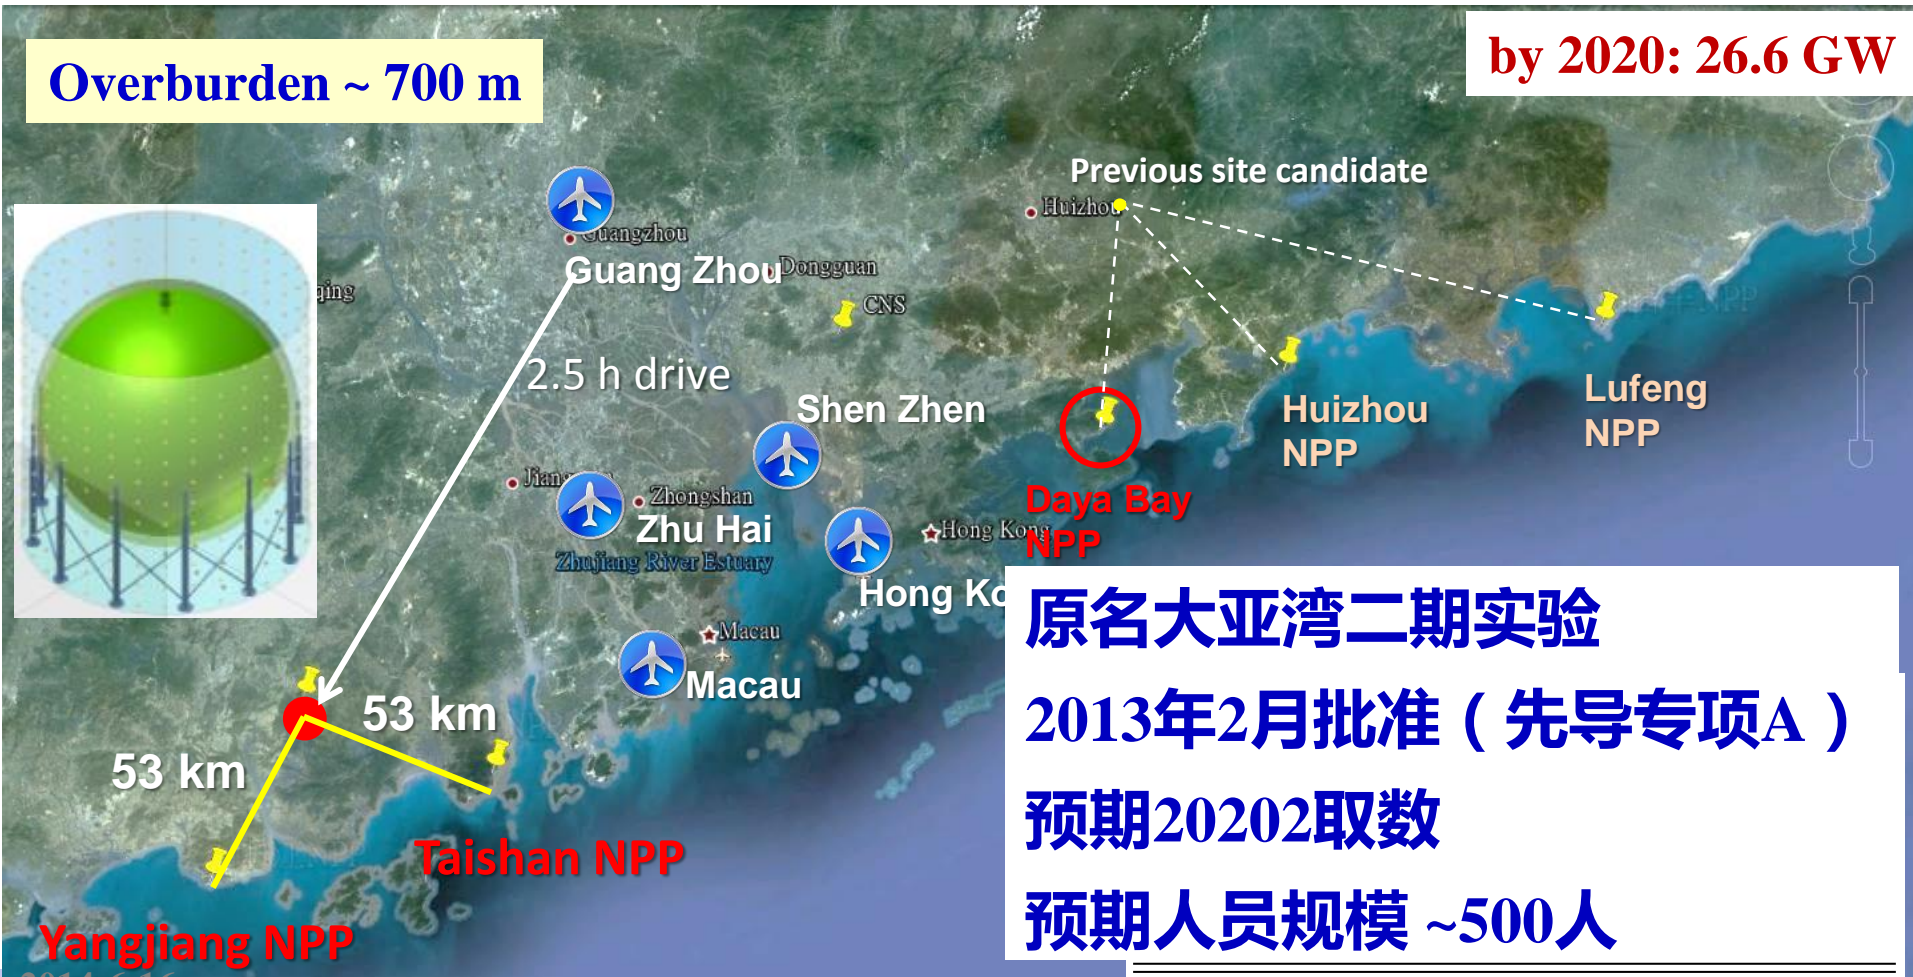 Overburden ~ 700 m
by 2020: 26.6 GW
Previous site candidate
Huizhou
Guangzhou
Guang Zhou
Dongguan
qing
CNS
NPP
2.5 h drive
Shen Zhen
Huizhou
NPP
Lufeng
NPP
Zhongshan
Zhu Hai
Zhujiang River Estuary
Hong Kong
Daya Bay
NPP
Hong Ko
Macau
Macau
53 km
53 km
Taishan NPP
Yangjiang NPP
原名大亚湾二期实验
2013年2月批准（先导专项A）
预期20202取数
预期人员规模 ~500人